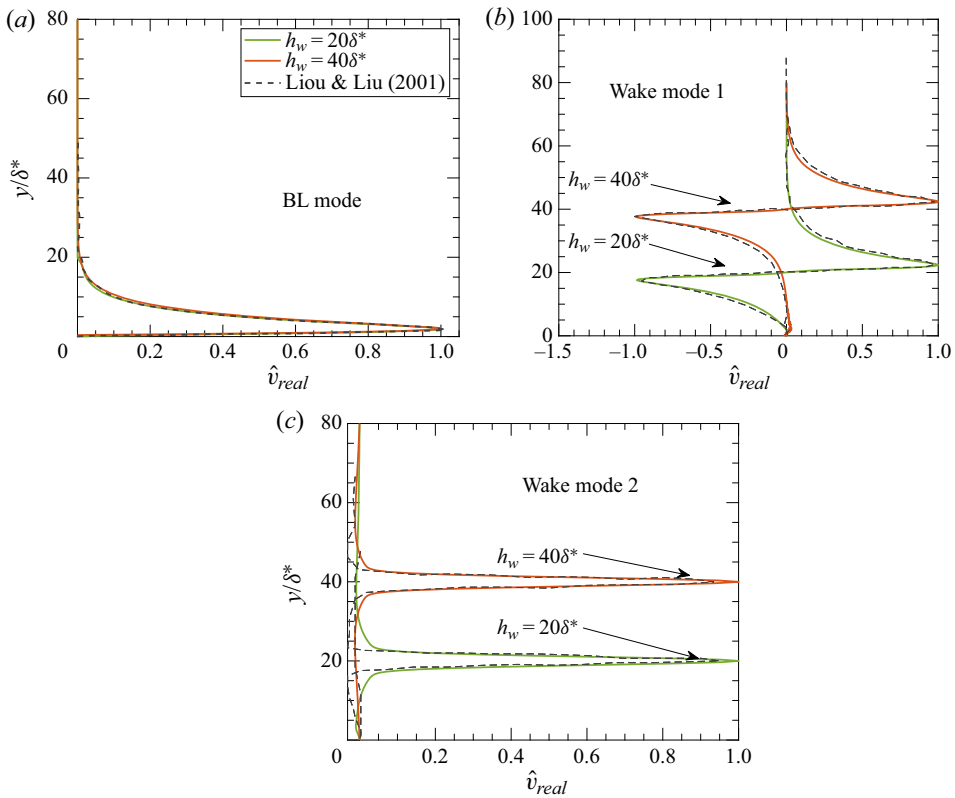 (a)
h_w = 20δ*
h_w = 40δ*
Liou & Liu (2001)
BL mode
80
60
40
20
0
0.2
0.4
0.6
0.8
1.0
y/δ*
v̂_real
(b)
Wake mode 1
h_w = 40δ*
h_w = 20δ*
100
80
60
40
20
0
−1.5
−1.0
−0.5
0
0.5
1.0
v̂_real
(c)
Wake mode 2
h_w = 40δ*
h_w = 20δ*
80
60
40
20
0
0.2
0.4
0.6
0.8
1.0
y/δ*
v̂_real